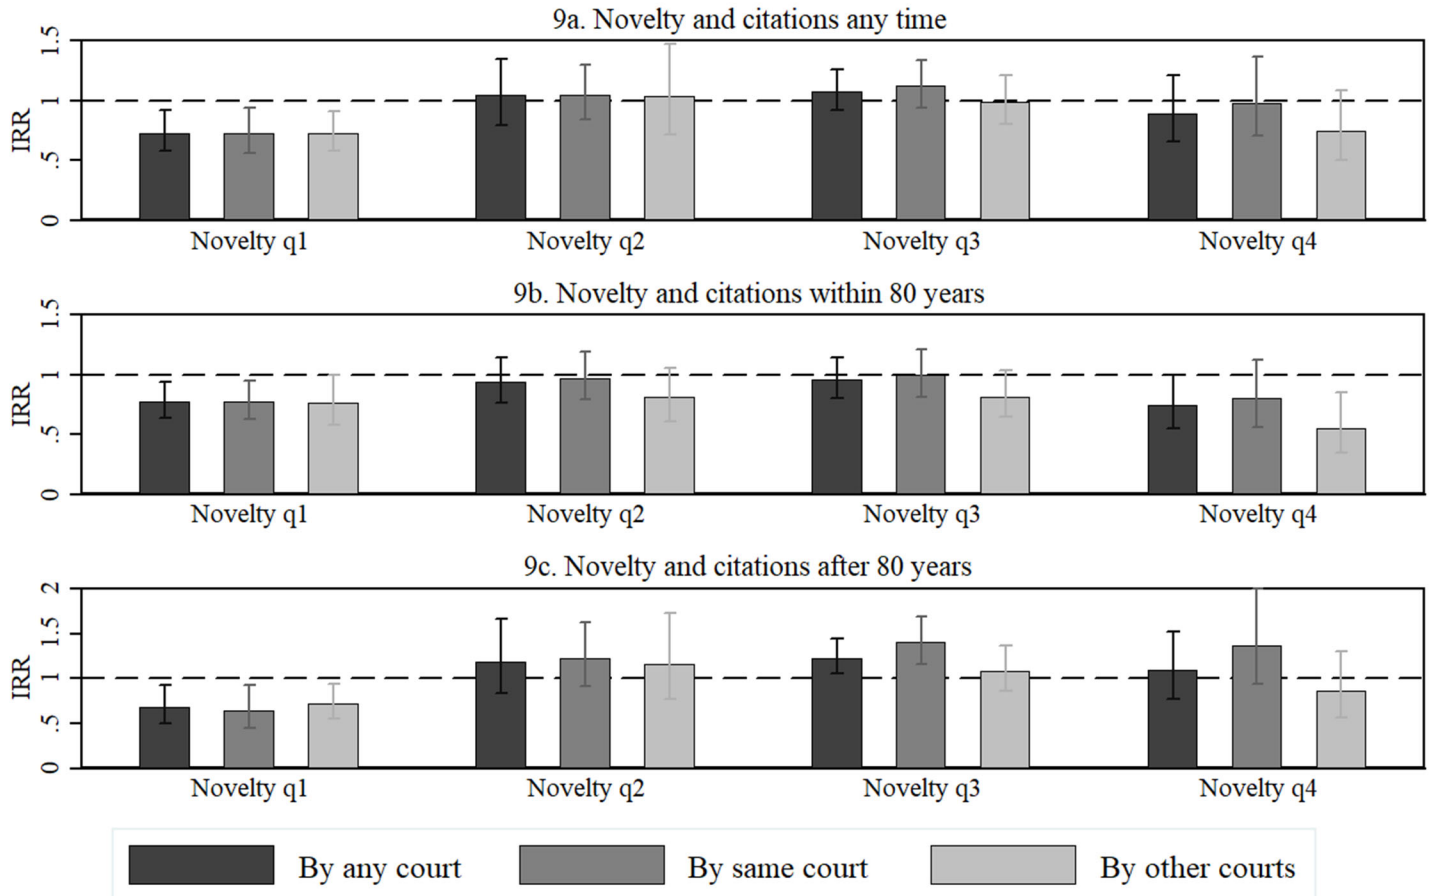 9a. Novelty and citations any time
1.5
1
.5
0
IRR
Novelty q1 Novelty q2 Novelty q3 Novelty q4
9b. Novelty and citations within 80 years
1.5
1
.5
0
IRR
Novelty q1 Novelty q2 Novelty q3 Novelty q4
9c. Novelty and citations after 80 years
2
1.5
1
.5
0
IRR
Novelty q1 Novelty q2 Novelty q3 Novelty q4
By any court By same court By other courts